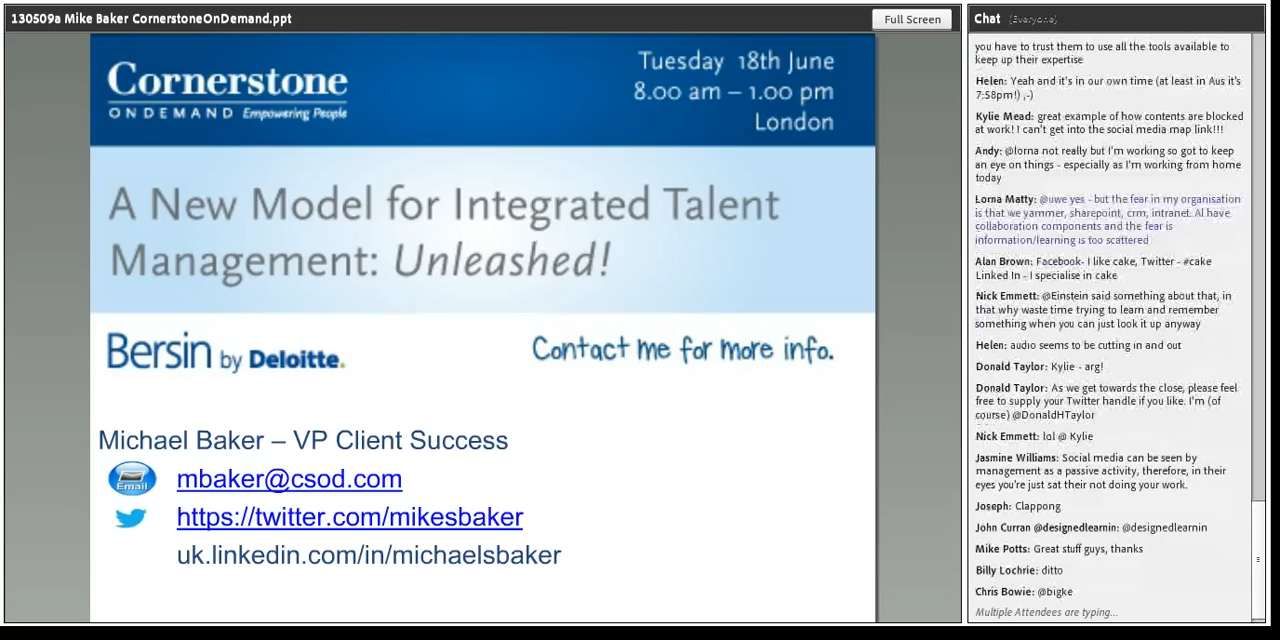 130509a Mike Baker CornerstoneOnDemand.ppt
Full Screen
Cornerstone
ONDEMAND Empowering People
Tuesday 18th June
8.00 am – 1.00 pm
London
A New Model for Integrated Talent
Management: Unleashed!
Bersin by Deloitte.
Contact me for more info.
Michael Baker – VP Client Success
Email
mbaker@csod.com
https://twitter.com/mikesbaker
uk.linkedin.com/in/michaelsbaker
Chat (Everyone)
you have to trust them to use all the tools available to
keep up their expertise
Helen: Yeah and it's in our own time (at least in Aus it's
7:58pm!) ,-)
Kylie Mead: great example of how contents are blocked
at work! I can't get into the social media map link!!!
Andy: @lorna not really but I'm working so got to keep
an eye on things - especially as I'm working from home
today
Lorna Matty: @uwe yes - but the fear in my organisation
is that we yammer, sharepoint, crm, intranet. Al have
collaboration components and the fear is
information/learning is too scattered
Alan Brown: Facebook- I like cake, Twitter - #cake
Linked In - I specialise in cake
Nick Emmett: @Einstein said something about that, in
that why waste time trying to learn and remember
something when you can just look it up anyway
Helen: audio seems to be cutting in and out
Donald Taylor: Kylie - arg!
Donald Taylor: As we get towards the close, please feel
free to supply your Twitter handle if you like. I'm (of
course) @DonaldHTaylor
Nick Emmett: lol @ Kylie
Jasmine Williams: Social media can be seen by
management as a passive activity, therefore, in their
eyes you're just sat their not doing your work.
Joseph: Clappong
John Curran @designedlearnin: @designedlearnin
Mike Potts: Great stuff guys, thanks
Billy Lochrie: ditto
Chris Bowie: @bigke
Multiple Attendees are typing...